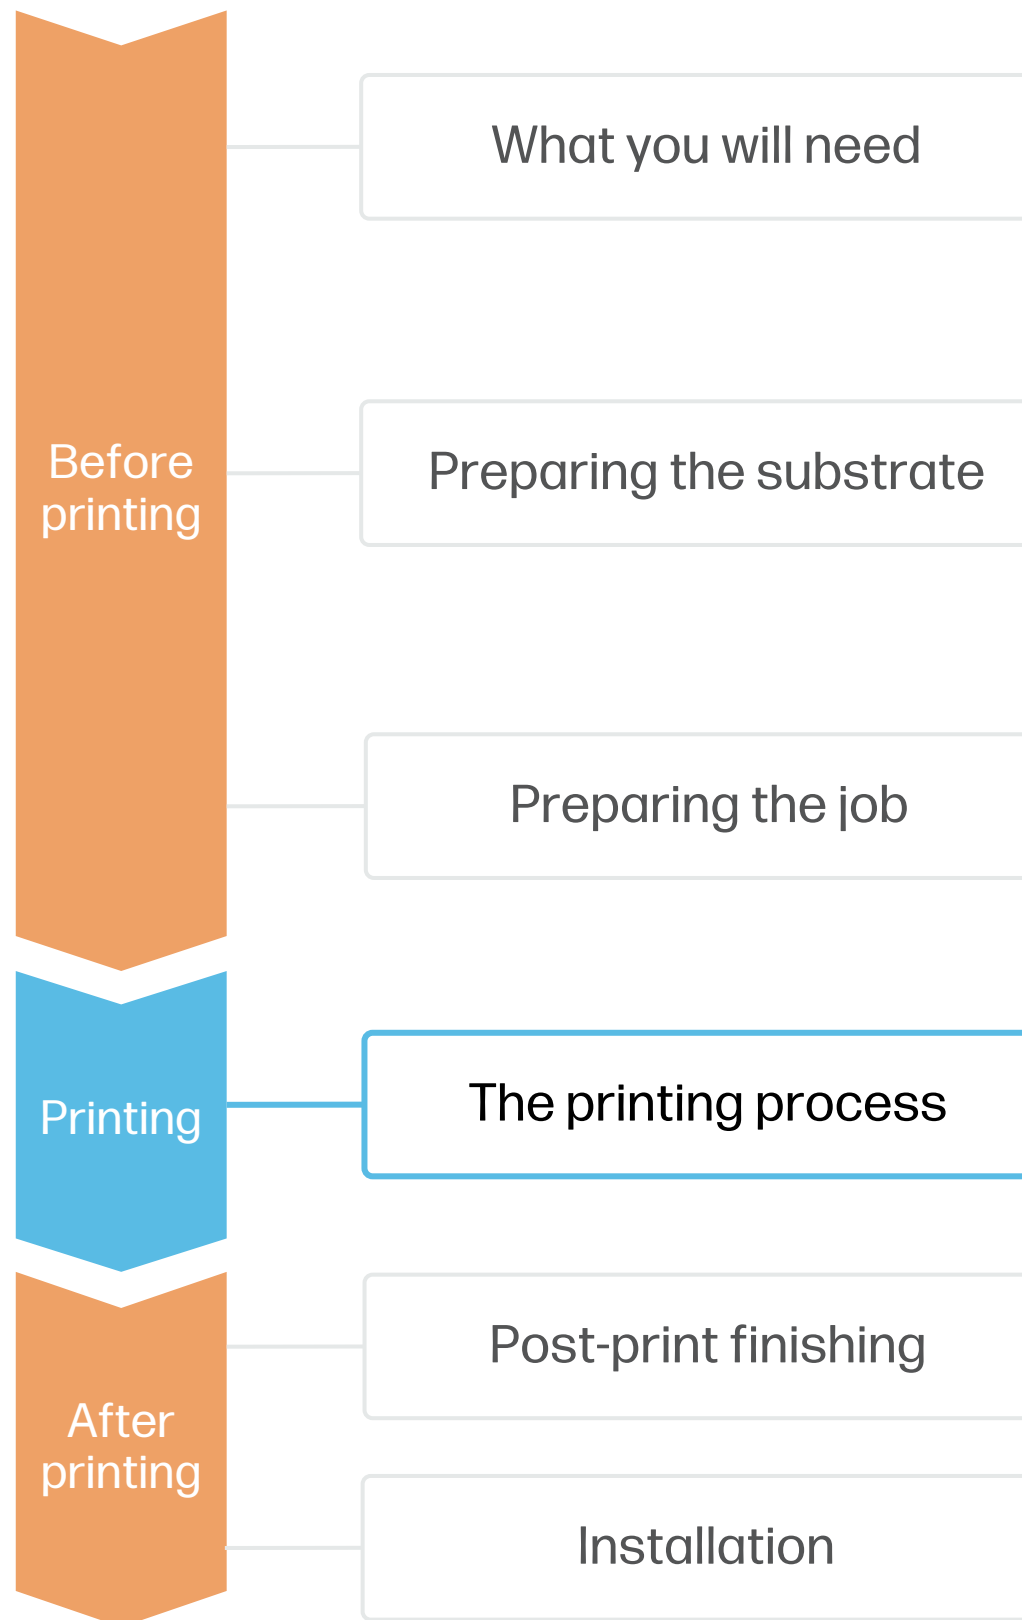 What you will need
Before
printing
Preparing the substrate
Preparing the job
Printing
The printing process
After
printing
Post-print finishing
Installation